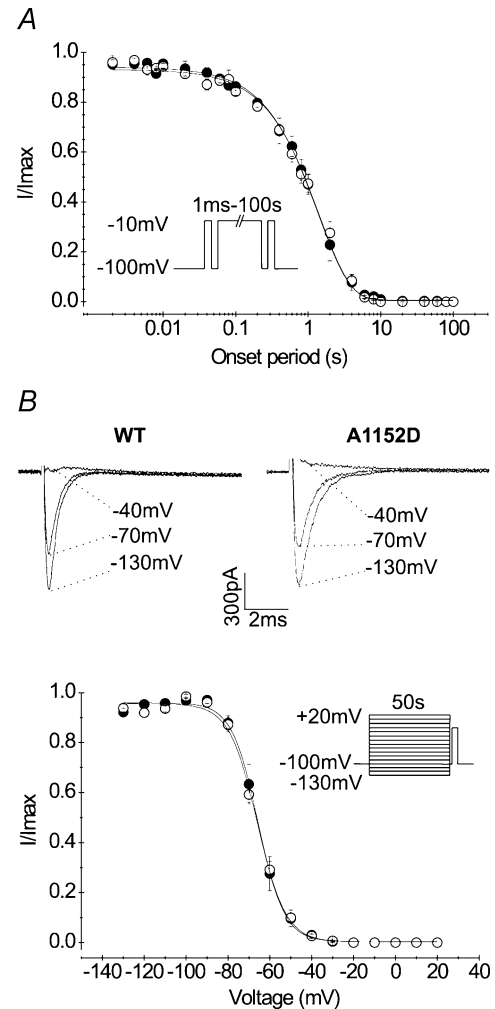 A
I/Imax
1.0
0.8
0.6
0.4
0.2
0.0
1ms-100s
-10mV
-100mV
0.01
0.1
1
10
100
Onset period (s)
B
WT
A1152D
-40mV
-70mV
-130mV
-40mV
-70mV
-130mV
300pA
2ms
I/Imax
1.0
0.8
0.6
0.4
0.2
0.0
50s
+20mV
-100mV
-130mV
-140 -120 -100 -80 -60 -40 -20 0 20 40
Voltage (mV)